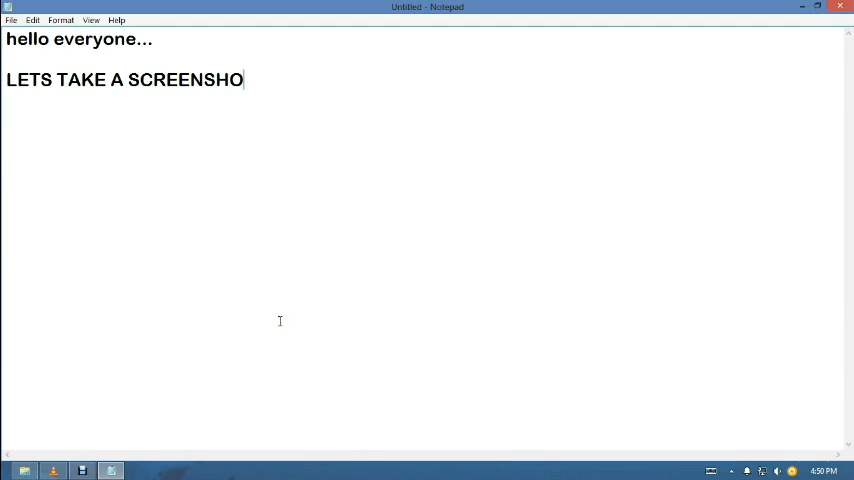 Untitled - Notepad
File Edit Format View Help
hello everyone...
LETS TAKE A SCREENSHO
4:50 PM